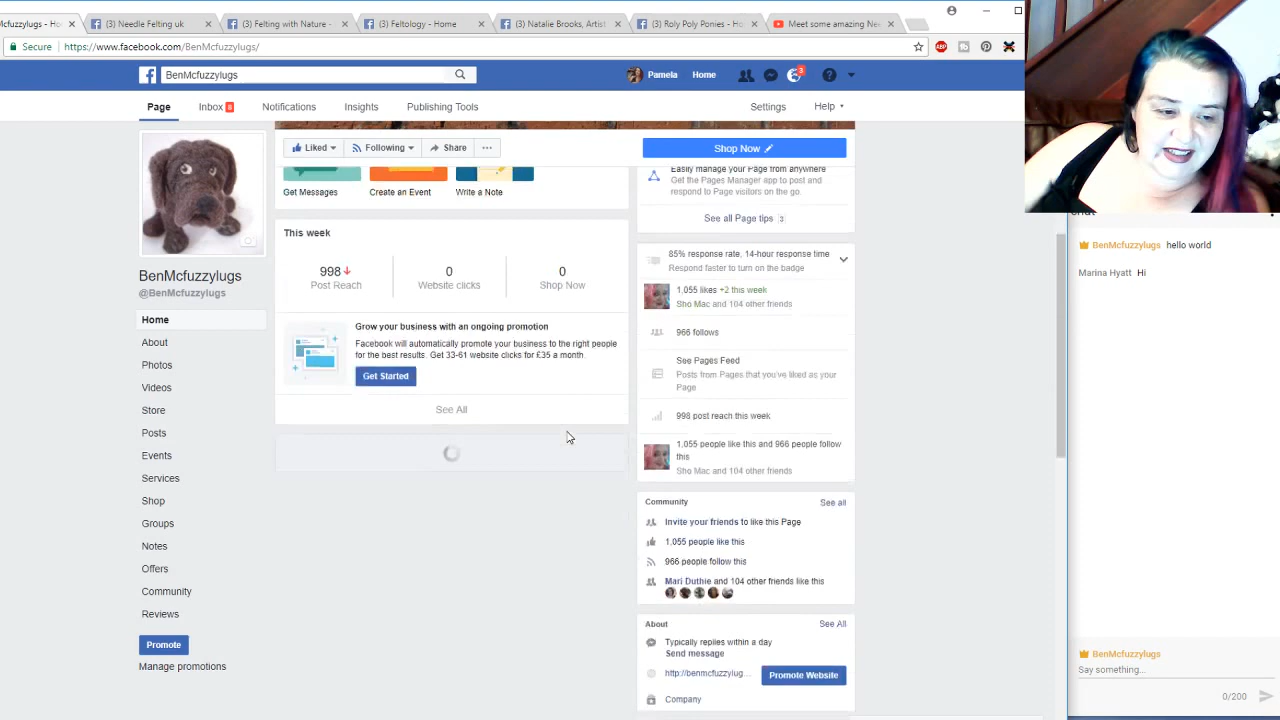 cfuzzylugs - Ho
(3) Needle Felting uk
(3) Felting with Nature -
(3) Feltology - Home
(3) Natalie Brooks, Artist
(3) Roly Poly Ponies - Ho
Meet some amazing Nee
Secure https://www.facebook.com/BenMcfuzzylugs/
ABP
BenMcfuzzylugs
Pamela
Home
3
Page
Inbox 8
Notifications
Insights
Publishing Tools
Settings
Help
Liked
Following
Share
Shop Now
Get Messages
Create an Event
Write a Note
Easily manage your Page from anywhere
Get the Pages Manager app to post and
respond to Page visitors on the go.
See all Page tips 3
This week
998
Post Reach
0
Website clicks
0
Shop Now
85% response rate, 14-hour response time
Respond faster to turn on the badge
1,055 likes +2 this week
Sho Mac and 104 other friends
966 follows
See Pages Feed
Posts from Pages that you've liked as your
Page
998 post reach this week
1,055 people like this and 966 people follow
this
Sho Mac and 104 other friends
Grow your business with an ongoing promotion
Facebook will automatically promote your business to the right people
for the best results. Get 33-61 website clicks for £35 a month.
Get Started
See All
BenMcfuzzylugs
@BenMcfuzzylugs
Home
About
Photos
Videos
Store
Posts
Events
Services
Shop
Groups
Notes
Offers
Community
Reviews
Promote
Manage promotions
Community
See all
Invite your friends to like this Page
1,055 people like this
966 people follow this
Mari Duthie and 104 other friends like this
About
See All
Typically replies within a day
Send message
http://benmcfuzzylug...
Promote Website
Company
BenMcfuzzylugs hello world
Marina Hyatt Hi
BenMcfuzzylugs
Say something...
0/200